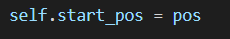 self.start_pos = pos